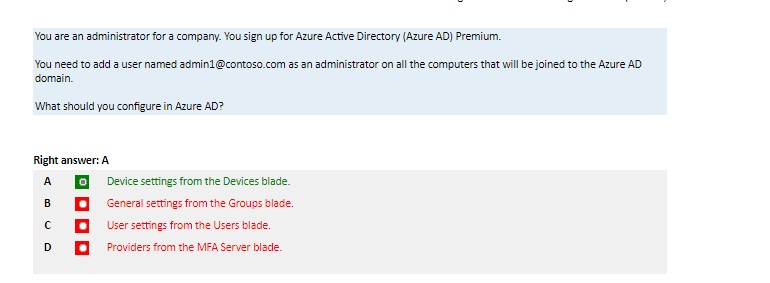 You are an administrator for a company. You sign up for Azure Active Directory (Azure AD) Premium.
You need to add a user named admin1@contoso.com as an administrator on all the computers that will be joined to the Azure AD
domain.
What should you configure in Azure AD?
Right answer: A
A Device settings from the Devices blade.
B General settings from the Groups blade.
C User settings from the Users blade.
D Providers from the MFA Server blade.